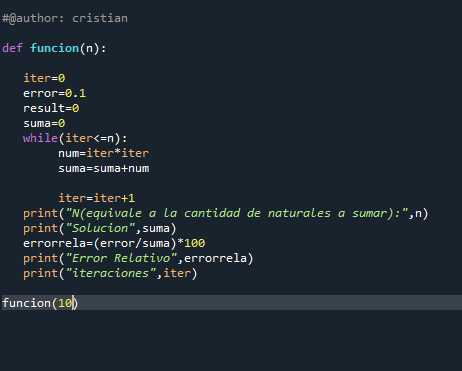 #@author: cristian
def funcion(n):
iter=0
error=0.1
result=0
suma=0
while(iter<=n):
num=iter*iter
suma=suma+num
iter=iter+1
print("N(equivale a la cantidad de naturales a sumar):",n)
print("Solucion",suma)
errorrela=(error/suma)*100
print("Error Relativo",errorrela)
print("iteraciones",iter)
funcion(10)